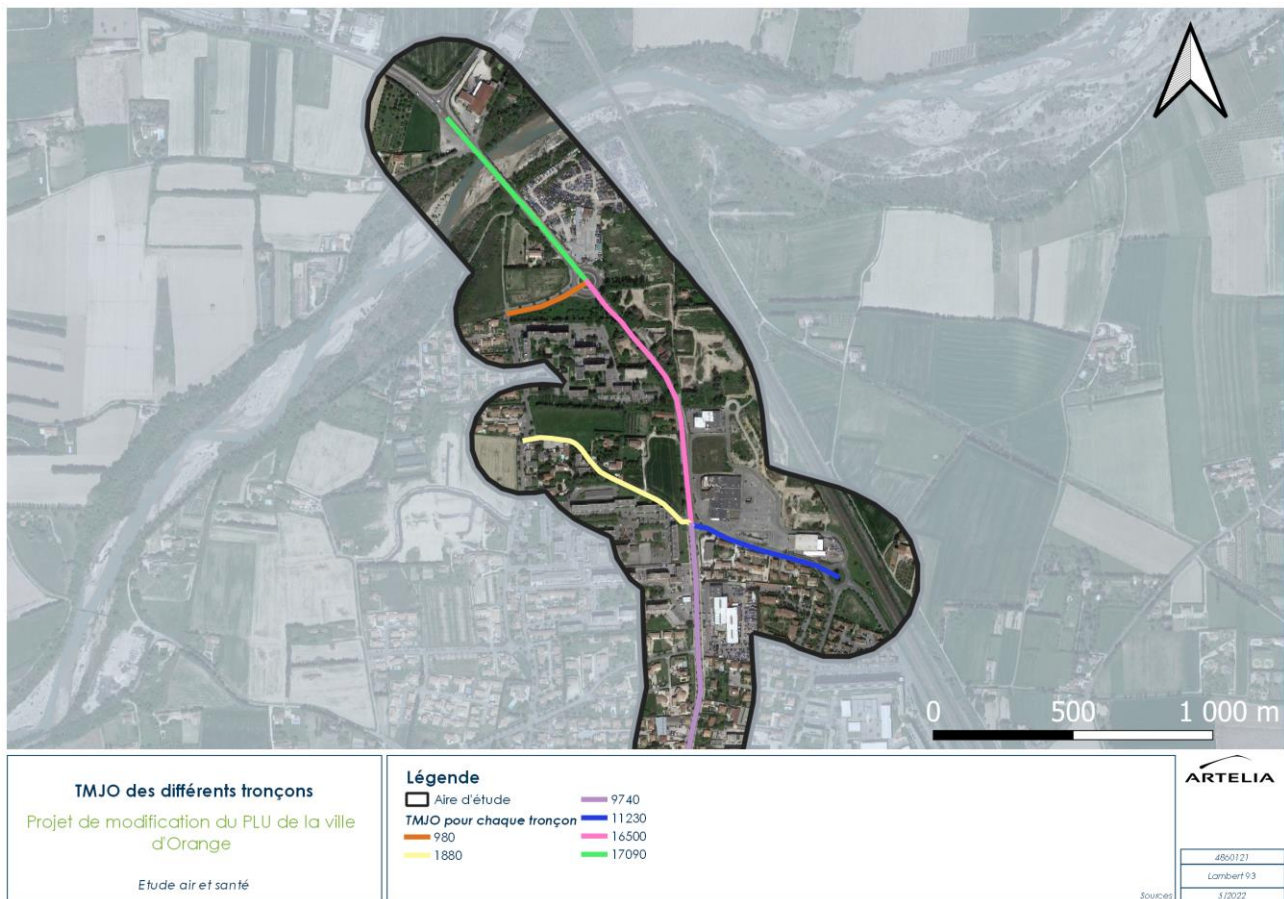 0 500 1 000 m
TMJO des différents tronçons
Projet de modification du PLU de la ville
d'Orange
Etude air et santé
Légende
Aire d'étude
TMJO pour chaque tronçon
980
1880
9740
11230
16500
17090
ARTELIA
4860121
Lambert 93
Sources
3/2022